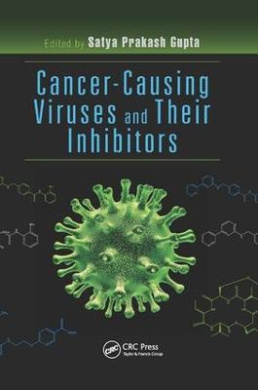 Edited by Satya Prakash Gupta
Cancer-Causing
Viruses and Their
Inhibitors
CRC Press
Taylor & Francis Group